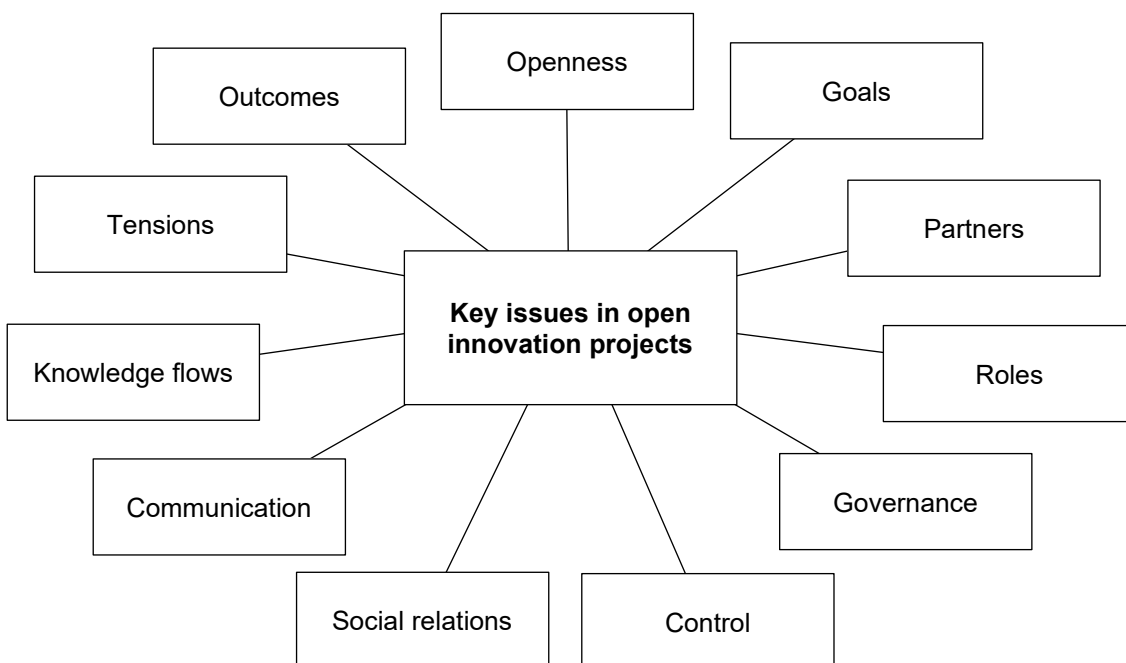 Openness
Goals
Outcomes
Partners
Tensions
Key issues in open
innovation projects
Roles
Knowledge flows
Governance
Communication
Control
Social relations